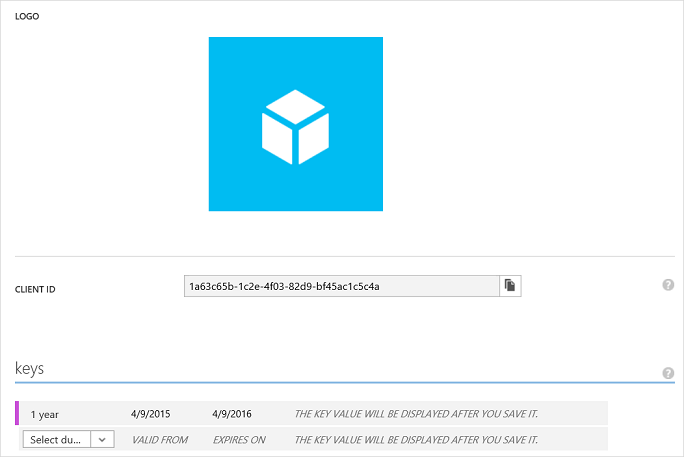 LOGO
CLIENT ID 1a63c65b-1c2e-4f03-82d9-bf45ac1c5c4a ?
keys ?
1 year 4/9/2015 4/9/2016 THE KEY VALUE WILL BE DISPLAYED AFTER YOU SAVE IT.
Select du... VALID FROM EXPIRES ON THE KEY VALUE WILL BE DISPLAYED AFTER YOU SAVE IT.